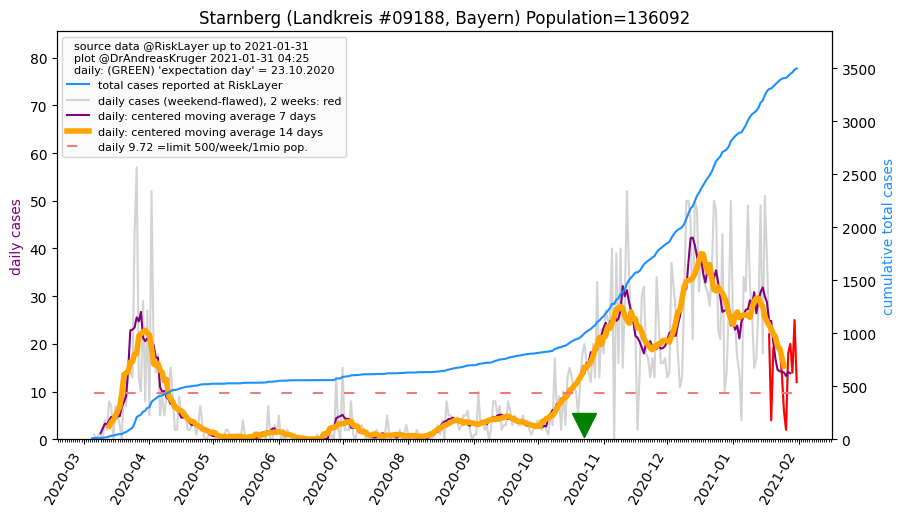 Starnberg (Landkreis #09188, Bayern) Population=136092
source data @RiskLayer up to 2021-01-31
plot @DrAndreasKruger 2021-01-31 04:25
daily: (GREEN) 'expectation day' = 23.10.2020
total cases reported at RiskLayer
daily cases (weekend-flawed), 2 weeks: red
daily: centered moving average 7 days
daily: centered moving average 14 days
daily 9.72 =limit 500/week/1mio pop.
daily cases
80
70
60
50
40
30
20
10
0
cumulative total cases
3500
3000
2500
2000
1500
1000
500
0
2020-03
2020-04
2020-05
2020-06
2020-07
2020-08
2020-09
2020-10
2020-11
2020-12
2021-01
2021-02